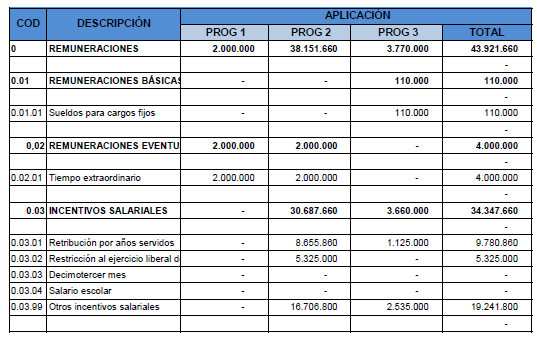 COD DESCRIPCIÓN APLICACIÓN
PROG 1 PROG 2 PROG 3 TOTAL
0 REMUNERACIONES 2.000.000 38.151.660 3.770.000 43.921.660
-
0.01 REMUNERACIONES BÁSICAS - - 110.000 110.000
-
0.01.01 Sueldos para cargos fijos - - 110.000 110.000
-
0,02 REMUNERACIONES EVENTU 2.000.000 2.000.000 - 4.000.000
-
0.02.01 Tiempo extraordinario 2.000.000 2.000.000 - 4.000.000
-
0.03 INCENTIVOS SALARIALES - 30.687.660 3.660.000 34.347.660
-
0.03.01 Retribución por años servidos - 8.655.860 1.125.000 9.780.860
0.03.02 Restricción al ejercicio liberal d - 5.325.000 - 5.325.000
0.03.03 Decimotercer mes - - - -
0.03.04 Salario escolar - - - -
0.03.99 Otros incentivos salariales - 16.706.800 2.535.000 19.241.800
-